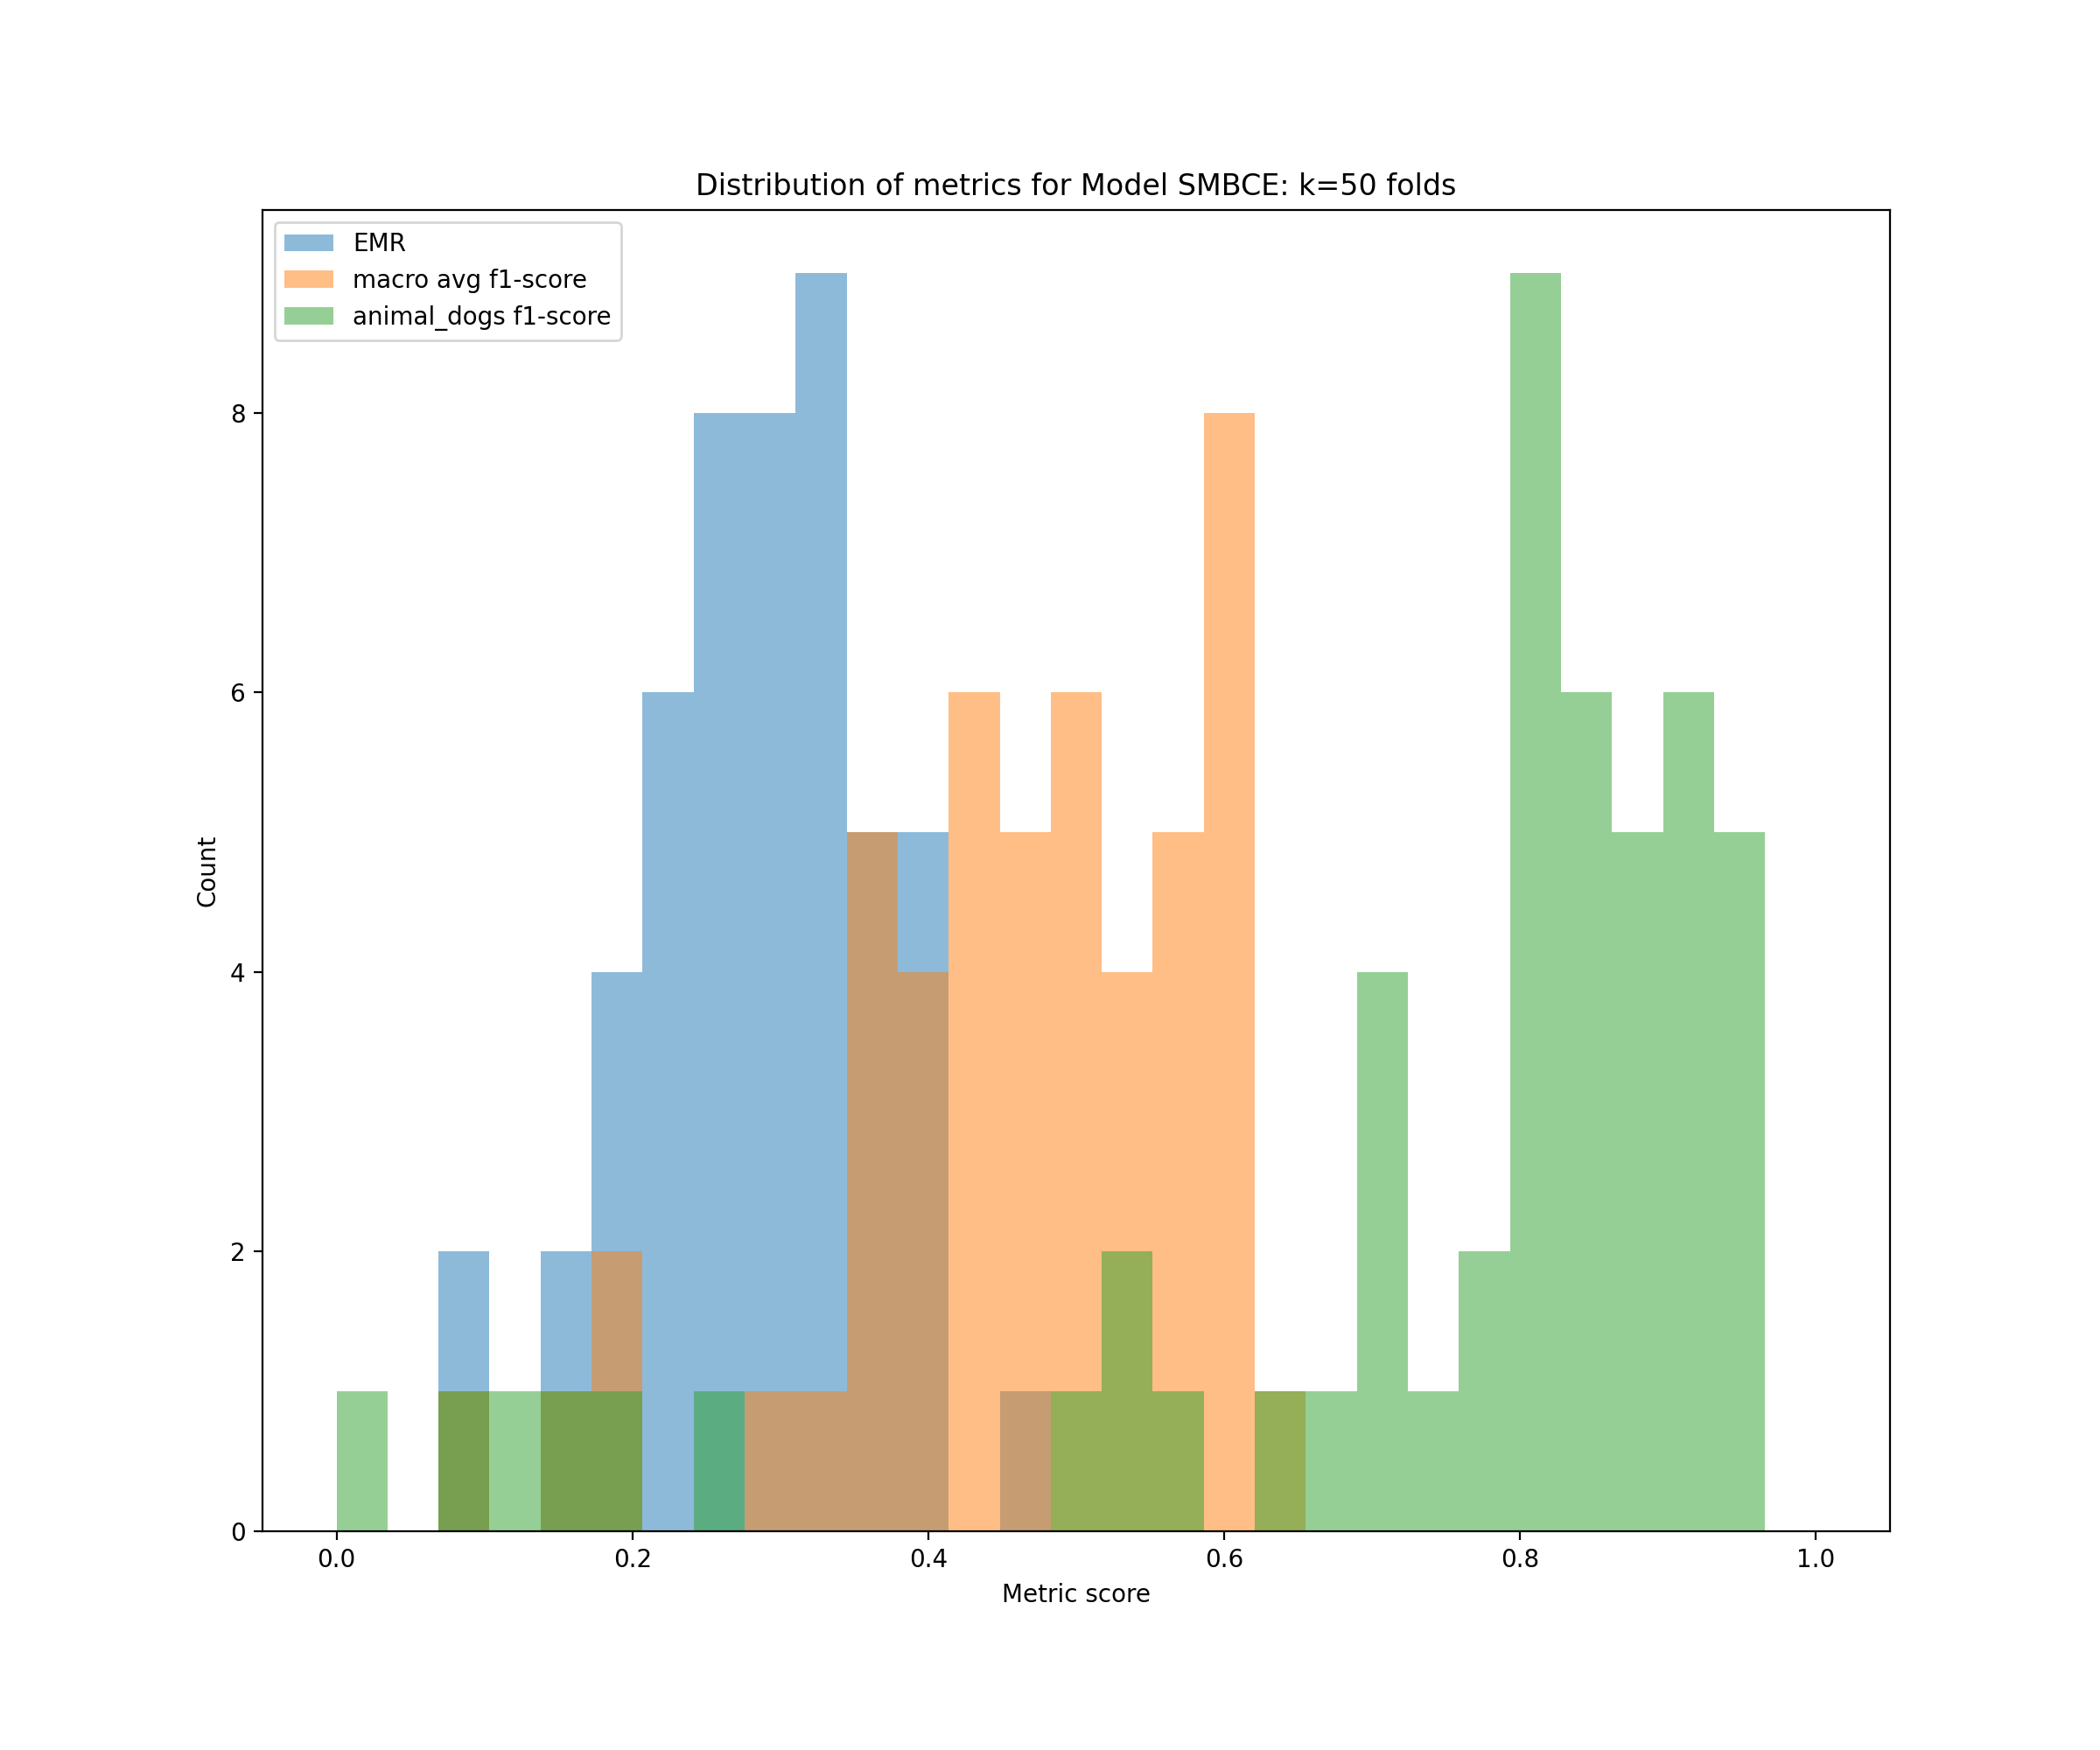 Distribution of metrics for Model SMBCE: k=50 folds
EMR
macro avg f1-score
animal_dogs f1-score
8
6
4
2
0
Count
0.0 0.2 0.4 0.6 0.8 1.0
Metric score